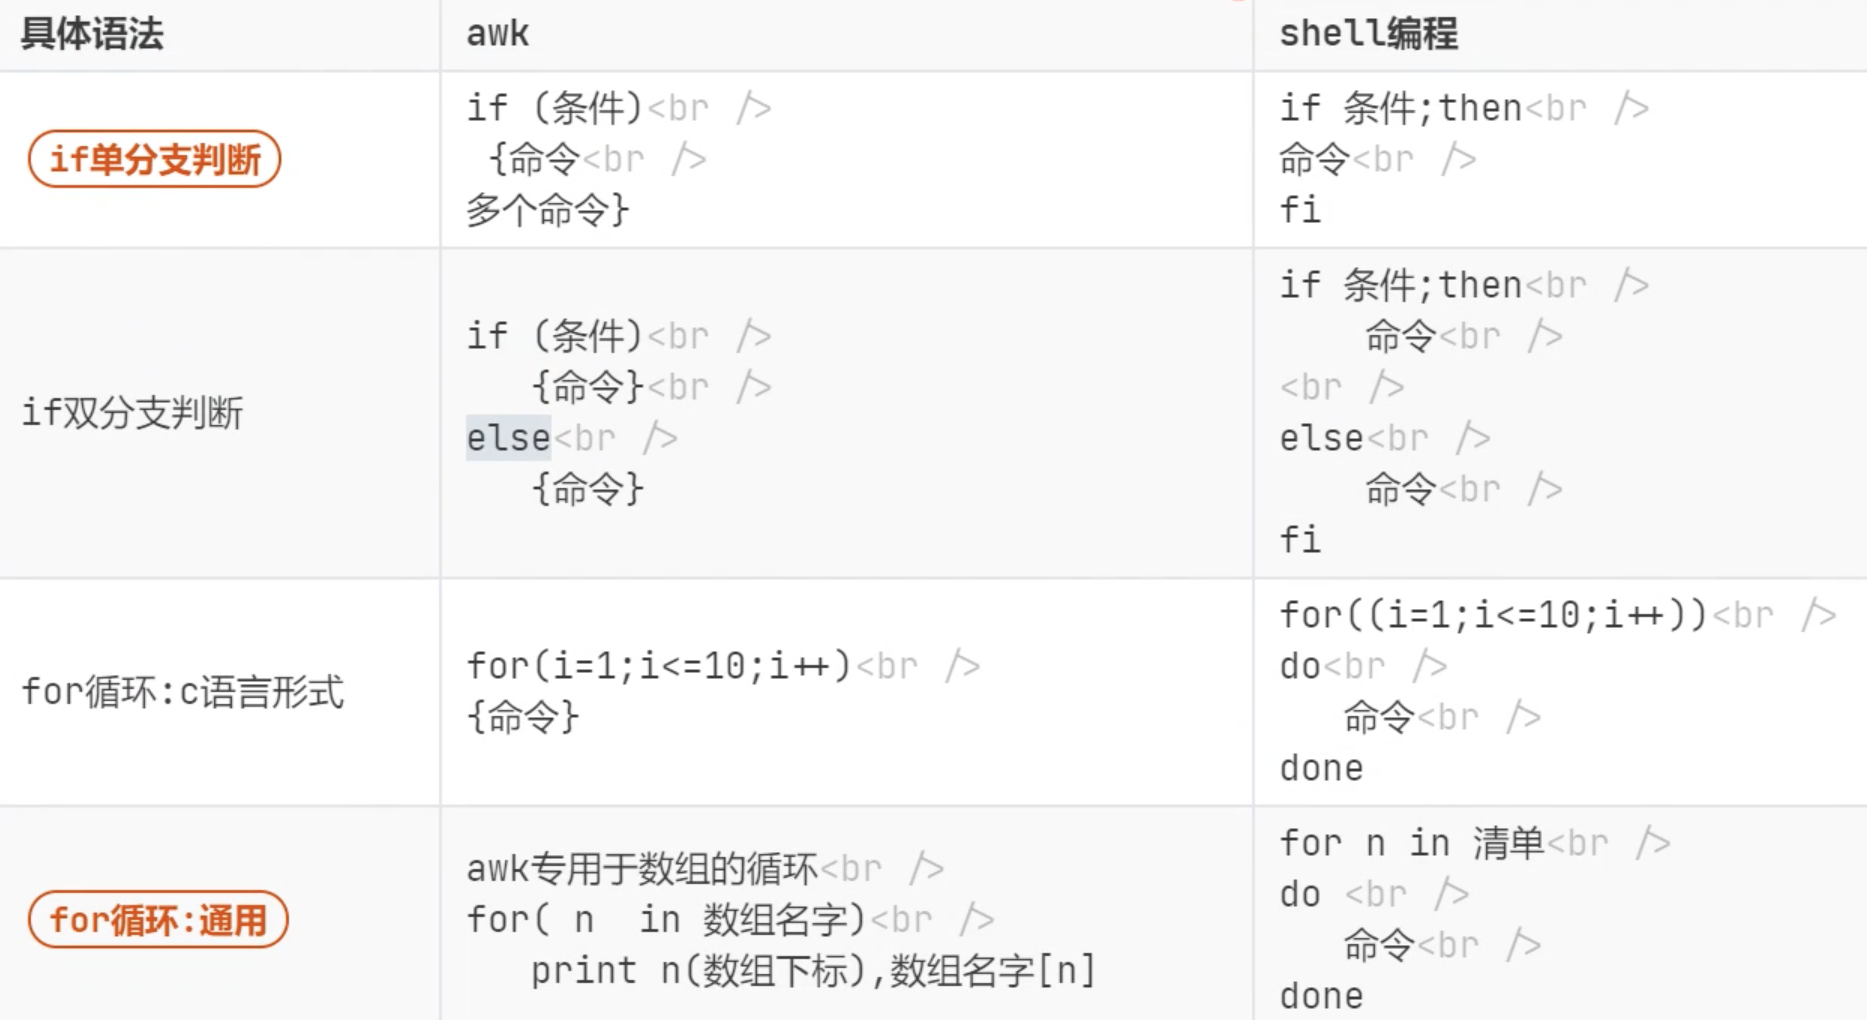 具体语法
awk
shell编程
if单分支判断
if (条件)<br />
{命令<br />
多个命令}
if 条件;then<br />
命令<br />
fi
if双分支判断
if (条件)<br />
{命令}<br />
else<br />
{命令}
if 条件;then<br />
命令<br />
<br />
else<br />
命令<br />
fi
for循环:c语言形式
for(i=1;i<=10;i++)<br />
{命令}
for((i=1;i<=10;i++))<br />
do<br />
命令<br />
done
for循环:通用
awk专用于数组的循环<br />
for( n  in 数组名字)<br />
print n(数组下标),数组名字[n]
for n in 清单<br />
do <br />
命令<br />
done